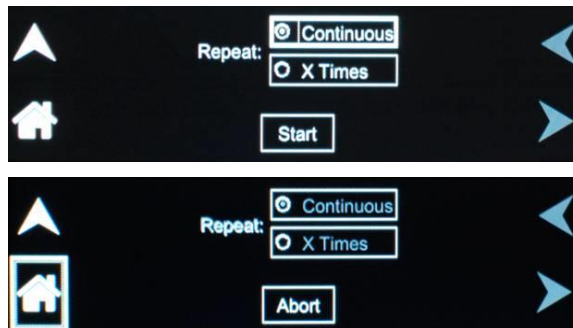 Repeat:
Continuous
X Times
Start
Repeat:
Continuous
X Times
Abort